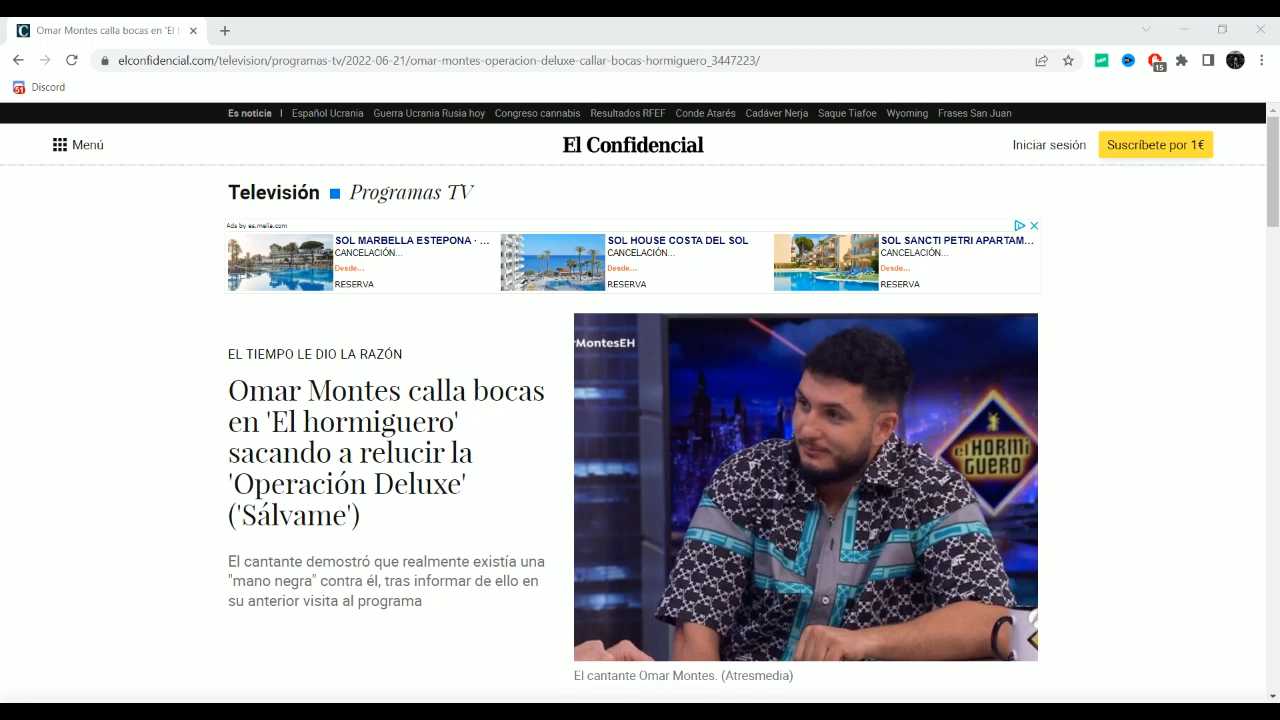 Omar Montes calla bocas en 'El
elconfidencial.com/television/programas-tv/2022-06-21/omar-montes-operacion-deluxe-callar-bocas-hormiguero_3447223/
15
51
Discord
Es noticia | Español Ucrania Guerra Ucrania Rusia hoy Congreso cannabis Resultados RFEF Conde Atarés Cadáver Nerja Saque Tiafoe Wyoming Frases San Juan
Menú
El Confidencial
Iniciar sesión
Suscríbete por 1€
Televisión Programas TV
Ads by es.melia.com
SOL MARBELLA ESTEPONA · ...
CANCELACIÓN...
Desde...
RESERVA
SOL HOUSE COSTA DEL SOL
CANCELACIÓN...
Desde...
RESERVA
SOL SANCTI PETRI APARTAM...
CANCELACIÓN...
Desde...
RESERVA
EL TIEMPO LE DIO LA RAZÓN
Omar Montes calla bocas
en 'El hormiguero'
sacando a relucir la
'Operación Deluxe'
('Sálvame')
El cantante demostró que realmente existía una
"mano negra" contra él, tras informar de ello en
su anterior visita al programa
rMontesEH
el HORMI
GUERO
El cantante Omar Montes. (Atresmedia)